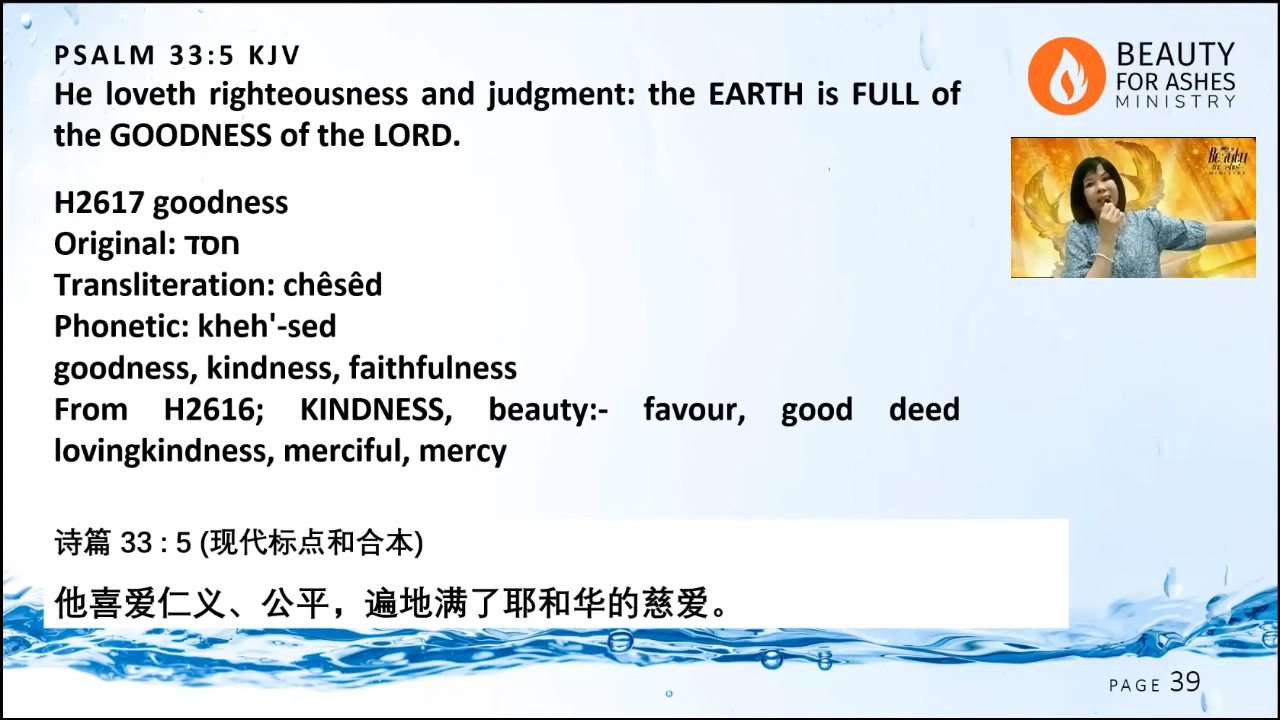 PSALM 33:5 KJV
He loveth righteousness and judgment: the EARTH is FULL of
the GOODNESS of the LORD.
H2617 goodness
Original: חסד
Transliteration: chêsêd
Phonetic: kheh'-sed
goodness, kindness, faithfulness
From H2616; KINDNESS, beauty:- favour, good deed
lovingkindness, merciful, mercy
诗篇 33 : 5 (现代标点和合本)
他喜爱仁义、公平，遍地满了耶和华的慈爱。
BEAUTY
FOR ASHES
MINISTRY
Beauty
MINISTRY
PAGE 39